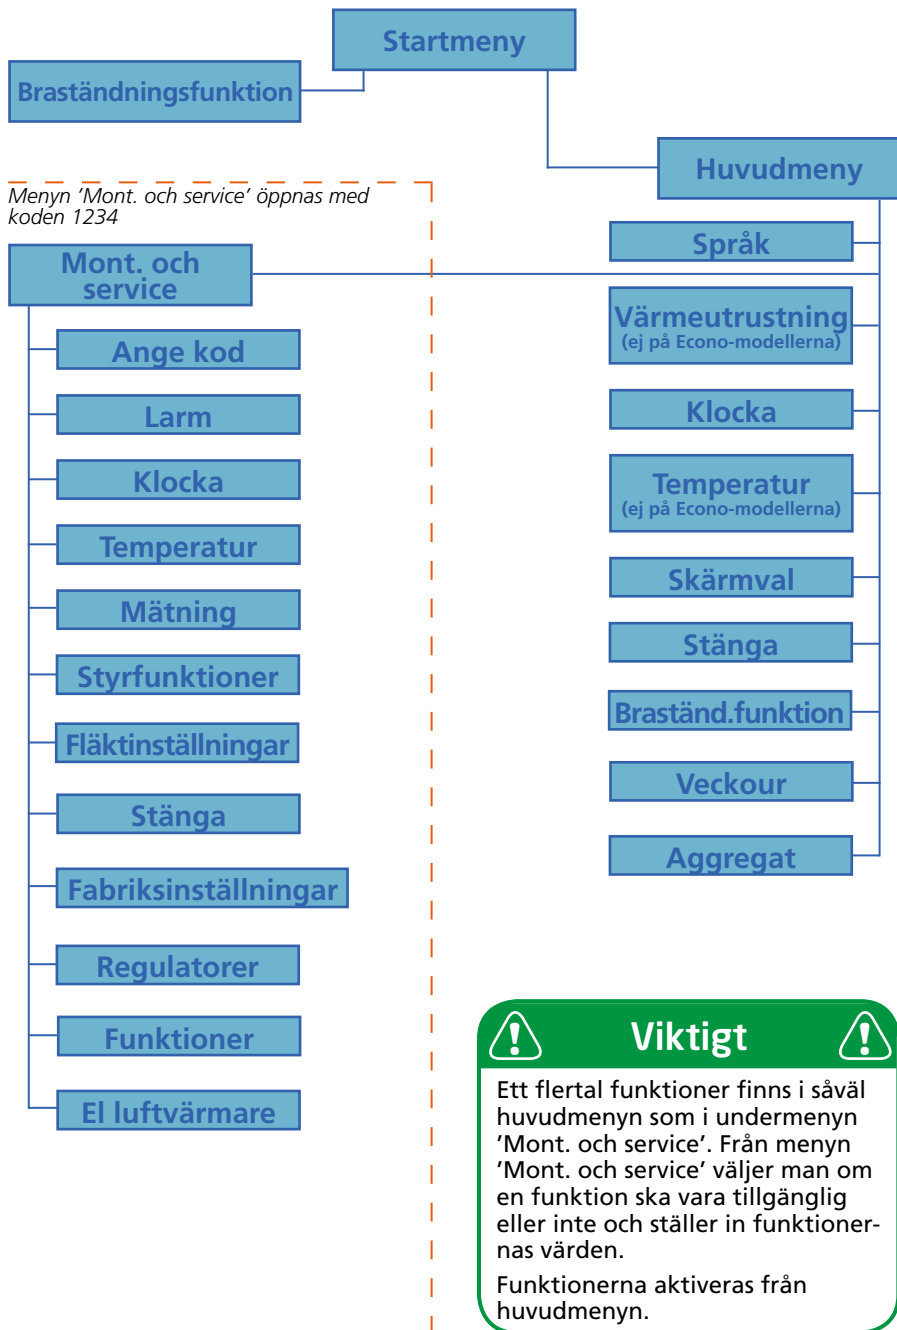 Startmeny
Braständningsfunktion
Huvudmeny
Menyn ’Mont. och service’ öppnas med
koden 1234
Mont. och
service
Ange kod
Larm
Klocka
Temperatur
Mätning
Styrfunktioner
Fläktinställningar
Stänga
Fabriksinställningar
Regulatorer
Funktioner
El luftvärmare
Språk
Värmeutrustning
(ej på Econo-modellerna)
Klocka
Temperatur
(ej på Econo-modellerna)
Skärmval
Stänga
Braständ.funktion
Veckour
Aggregat
Viktigt
Ett flertal funktioner finns i såväl
huvudmenyn som i undermenyn
’Mont. och service’. Från menyn
’Mont. och service’ väljer man om
en funktion ska vara tillgänglig
eller inte och ställer in funktioner-
nas värden.
Funktionerna aktiveras från
huvudmenyn.